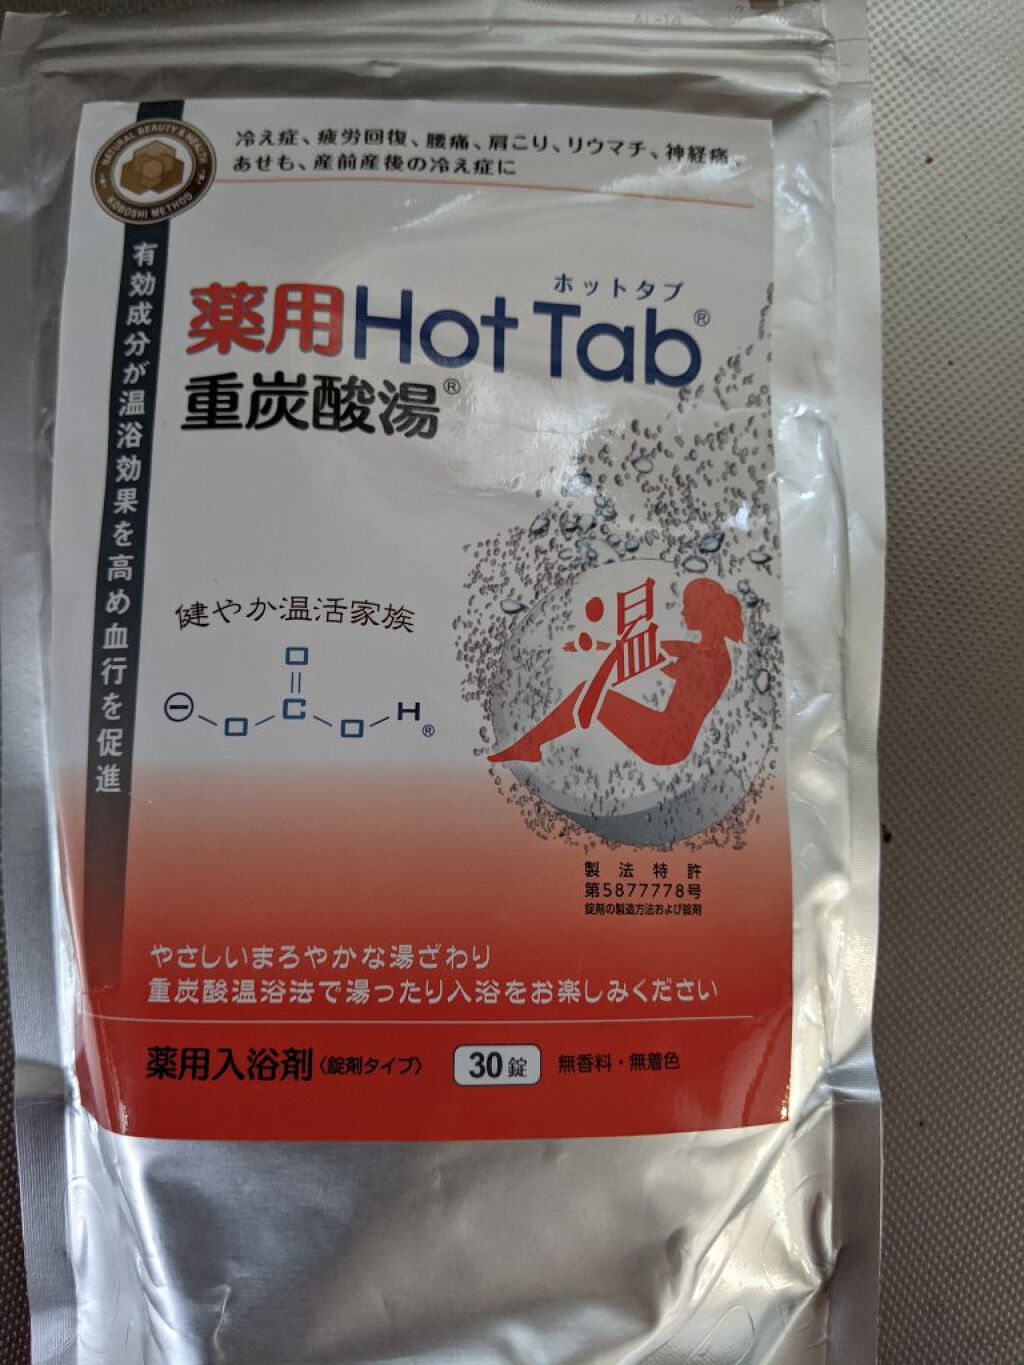 NATURAL BEAUTY & HEALTH
KOBOSHI METHOD
冷え症、疲労回復、腰痛、肩こり、リウマチ、神経痛、
あせも、産前産後の冷え症に
有効成分が温浴効果を高め血行を促進
ホットタブ
薬用Hot Tab®
重炭酸湯®
健やか温活家族
O
C
⊖ O O H ®
温
製法特許
第5877778号
錠剤の製造方法および錠剤
やさしいまろやかな湯ざわり
重炭酸温浴法で湯ったり入浴をお楽しみください
薬用入浴剤〈錠剤タイプ〉 30錠 無香料・無着色